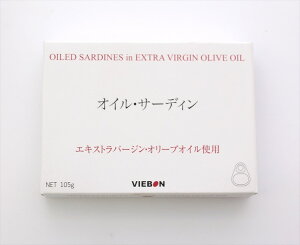 OILED SARDINES in EXTRA VIRGIN OLIVE OIL
オイル・サーディン
エキストラバージン・オリーブオイル使用
NET 105g
VIEBON